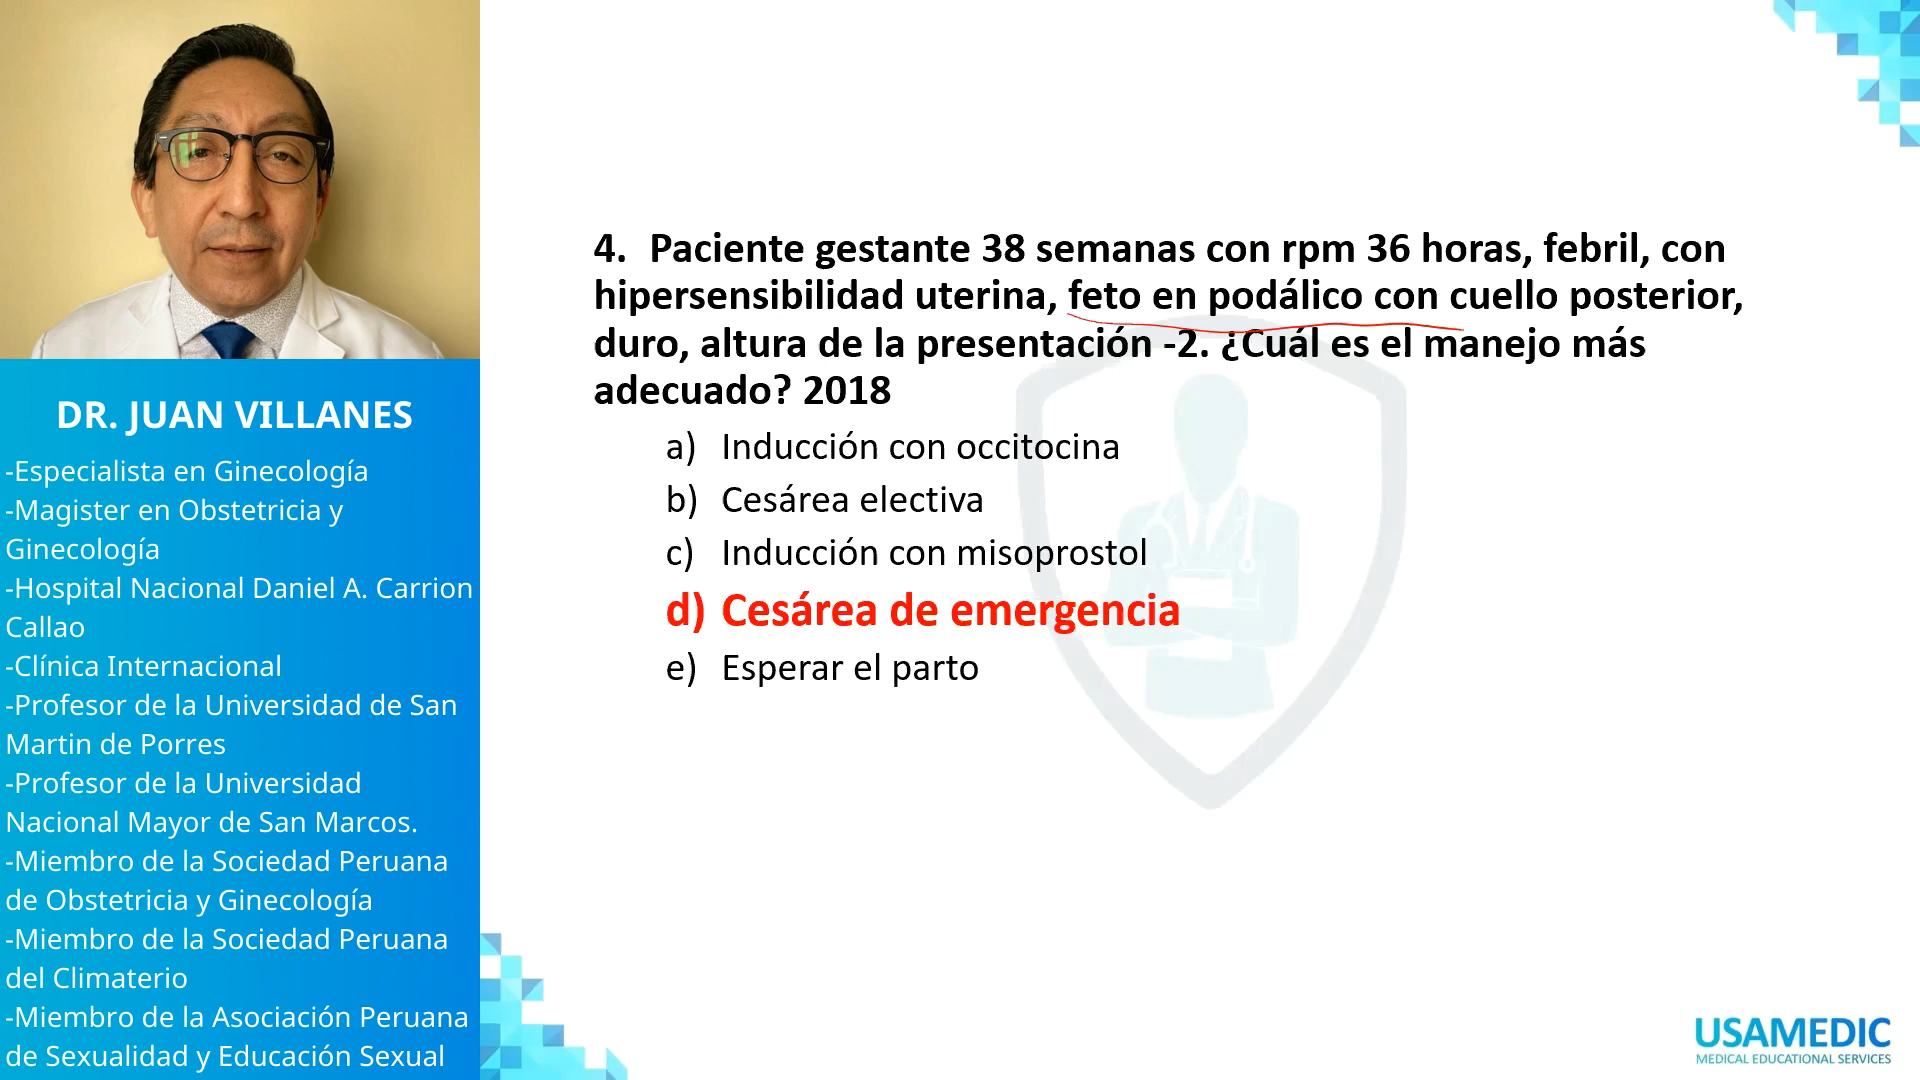 DR. JUAN VILLANES
-Especialista en Ginecología
-Magister en Obstetricia y
Ginecología
-Hospital Nacional Daniel A. Carrion
Callao
-Clínica Internacional
-Profesor de la Universidad de San
Martin de Porres
-Profesor de la Universidad
Nacional Mayor de San Marcos.
-Miembro de la Sociedad Peruana
de Obstetricia y Ginecología
-Miembro de la Sociedad Peruana
del Climaterio
-Miembro de la Asociación Peruana
de Sexualidad y Educación Sexual
4. Paciente gestante 38 semanas con rpm 36 horas, febril, con
hipersensibilidad uterina, feto en podálico con cuello posterior,
duro, altura de la presentación -2. ¿Cuál es el manejo más
adecuado? 2018
a) Inducción con occitocina
b) Cesárea electiva
c) Inducción con misoprostol
d) Cesárea de emergencia
e) Esperar el parto
USAMEDIC
MEDICAL EDUCATIONAL SERVICES